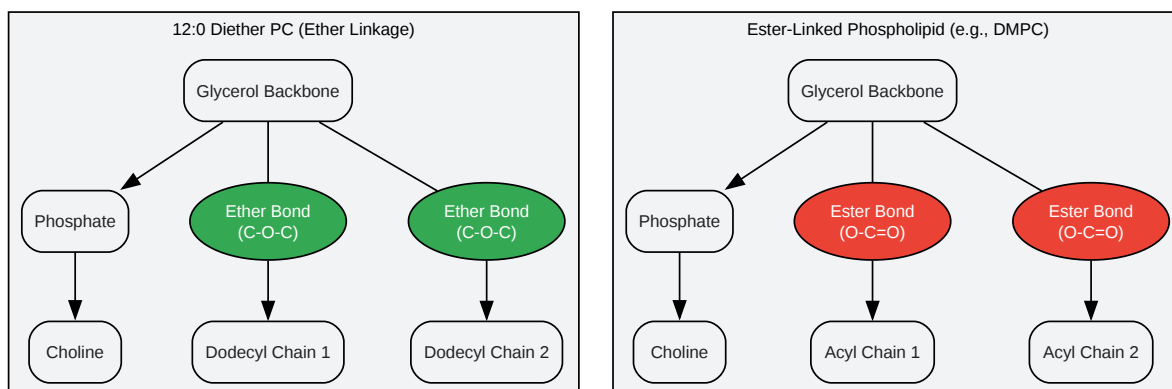 12:0 Diether PC (Ether Linkage)
Glycerol Backbone
Phosphate
Ether Bond
(C-O-C)
Ether Bond
(C-O-C)
Choline
Dodecyl Chain 1
Dodecyl Chain 2
Ester-Linked Phospholipid (e.g., DMPC)
Glycerol Backbone
Phosphate
Ester Bond
(O-C=O)
Ester Bond
(O-C=O)
Choline
Acyl Chain 1
Acyl Chain 2